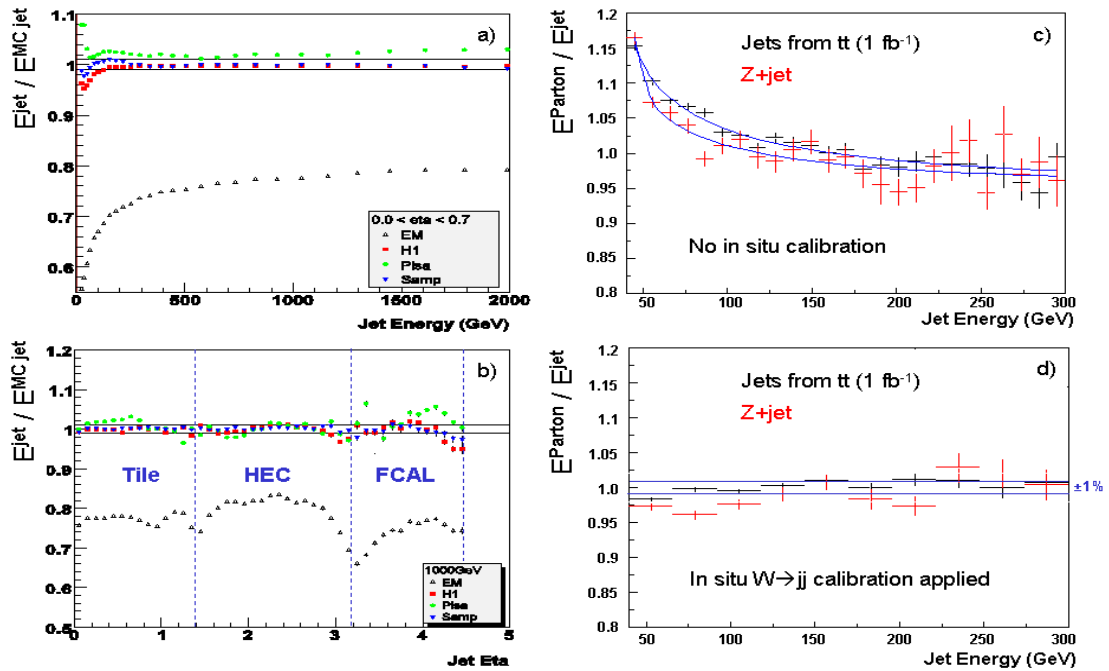 a)
E^jet / E^MC jet
1.1
1
0.9
0.8
0.7
0.6
0.0 < eta < 0.7
EM
H1
Pisa
Samp
0
500
1000
1500
2000
Jet Energy (GeV)
b)
E^jet / E^MC jet
1.2
1.1
1
0.9
0.8
0.7
0.6
0.5
Tile
HEC
FCAL
1000GeV
EM
H1
Pisa
Samp
0
1
2
3
4
5
Jet Eta
c)
E^Parton / E^jet
1.2
1.15
1.1
1.05
1.0
0.95
0.9
0.85
0.8
Jets from tt (1 fb⁻¹)
Z+jet
No in situ calibration
50
100
150
200
250
300
Jet Energy (GeV)
d)
E^Parton / E^jet
1.2
1.15
1.1
1.05
1.0
0.95
0.9
0.85
0.8
Jets from tt (1 fb⁻¹)
Z+jet
±1%
In situ W→jj calibration applied
50
100
150
200
250
300
Jet Energy (GeV)